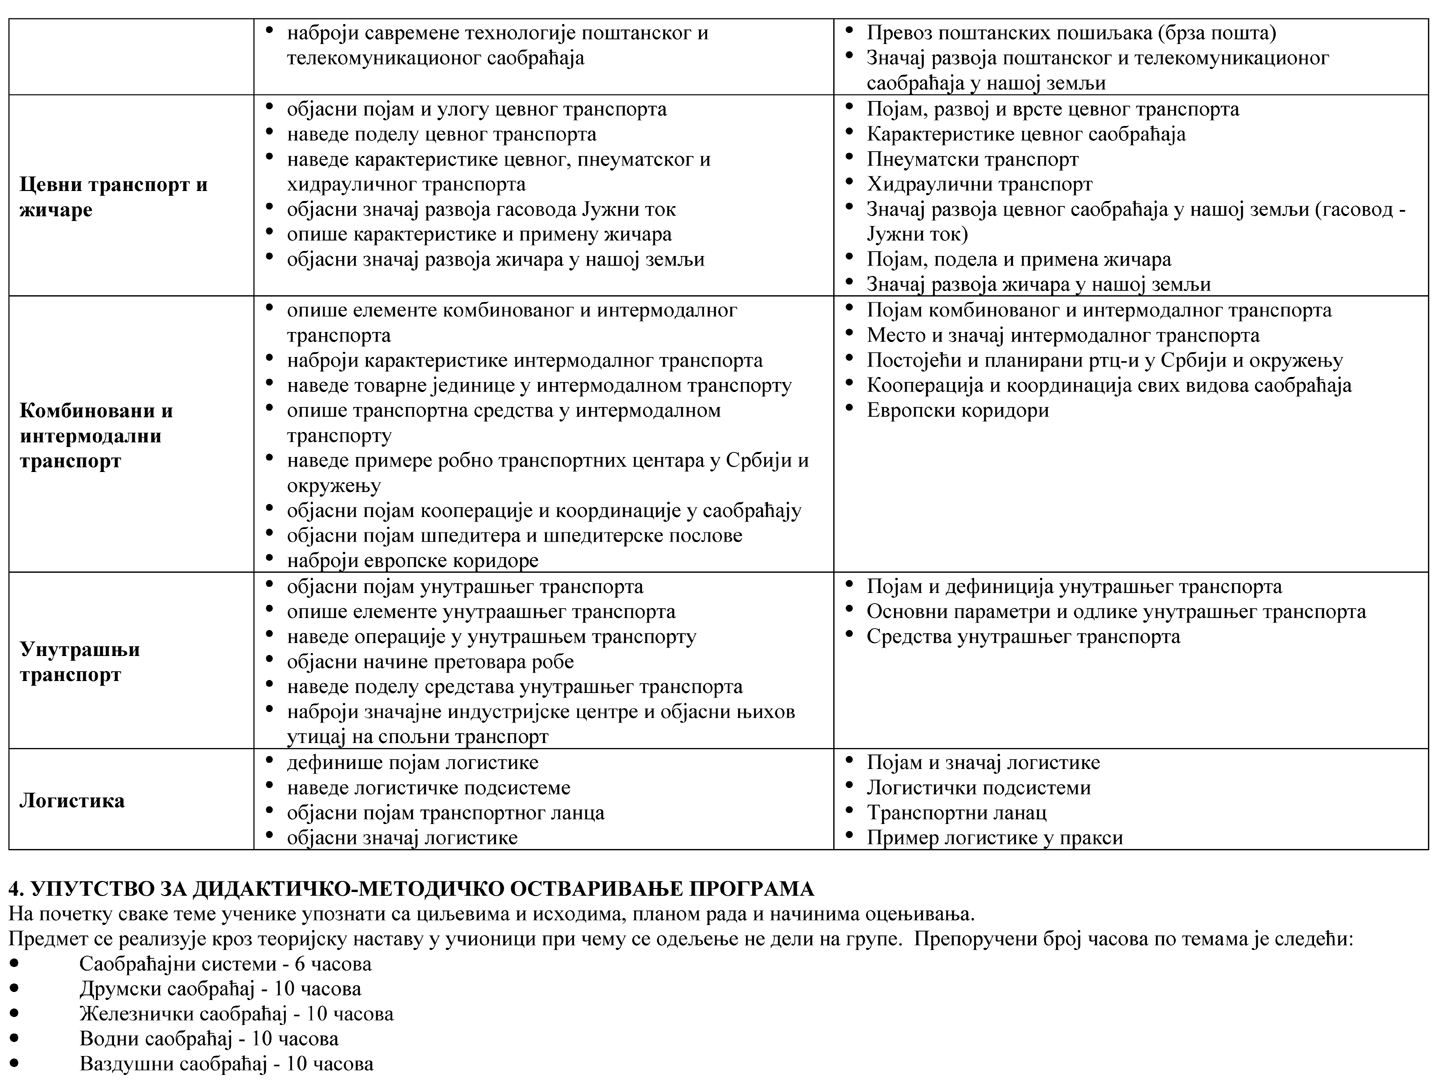 • наброји савремене технологије поштанског и
телекомуникационог саобраћаја
• Превоз поштанских пошиљака (брза пошта)
• Значај развоја поштанског и телекомуникационог
саобраћаја у нашој земљи
Цевни транспорт и
жичаре
• објасни појам и улогу цевног транспорта
• наведе поделу цевног транспорта
• наведе карактеристике цевног, пнеуматског и
хидрауличног транспорта
• објасни значај развоја гасовода Јужни ток
• опише карактеристике и примену жичара
• објасни значај развоја жичара у нашој земљи
• Појам, развој и врсте цевног транспорта
• Карактеристике цевног саобраћаја
• Пнеуматски транспорт
• Хидраулични транспорт
• Значај развоја цевног саобраћаја у нашој земљи (гасовод -
Јужни ток)
• Појам, подела и примена жичара
• Значај развоја жичара у нашој земљи
Комбиновани и
интермодални
транспорт
• опише елементе комбинованог и интермодалног
транспорта
• наброји карактеристике интермодалног транспорта
• наведе товарне јединице у интермодалном транспорту
• опише транспортна средства у интермодалном
транспорту
• наведе примере робно транспортних центара у Србији и
окружењу
• објасни појам кооперације и координације у саобраћају
• објасни појам шпедитера и шпедитерске послове
• наброји европске коридоре
• Појам комбинованог и интермодалног транспорта
• Место и значај интермодалног транспорта
• Постојећи и планирани ртц-и у Србији и окружењу
• Кооперација и координација свих видова саобраћаја
• Европски коридори
Унутрашњи
транспорт
• објасни појам унутрашњег транспорта
• опише елементе унутраашњег транспорта
• наведе операције у унутрашњем транспорту
• објасни начине претовара робе
• наведе поделу средстава унутрашњег транспорта
• наброји значајне индустријске центре и објасни њихов
утицај на спољни транспорт
• Појам и дефиниција унутрашњег транспорта
• Основни параметри и одлике унутрашњег транспорта
• Средства унутрашњег транспорта
Логистика
• дефинише појам логистике
• наведе логистичке подсистеме
• објасни појам транспортног ланца
• објасни значај логистике
• Појам и значај логистике
• Логистички подсистеми
• Транспортни ланац
• Пример логистике у пракси
4. УПУТСТВО ЗА ДИДАКТИЧКО-МЕТОДИЧКО ОСТВАРИВАЊЕ ПРОГРАМА
На почетку сваке теме ученике упознати са циљевима и исходима, планом рада и начинима оцењивања.
Предмет се реализује кроз теоријску наставу у учионици при чему се одељење не дели на групе. Препоручени број часова по темама је следећи:
• Саобраћајни системи - 6 часова
• Друмски саобраћај - 10 часова
• Железнички саобраћај - 10 часова
• Водни саобраћај - 10 часова
• Ваздушни саобраћај - 10 часова